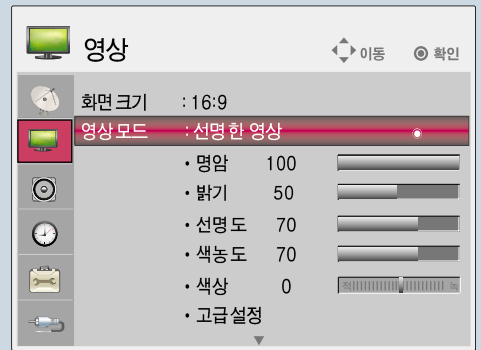 영상
이동 확인
화면 크기 : 16:9
영상 모드 : 선명한 영상
• 명암 100
• 밝기 50
• 선명도 70
• 색농도 70
• 색상 0 적 녹
• 고급 설정